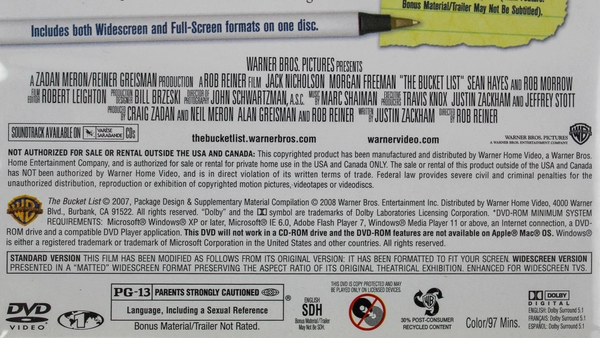 Bonus Material/Trailer May Not Be Subtitled).
Includes both Widescreen and Full-Screen formats on one disc.
WARNER BROS. PICTURES PRESENTS
A ZADAN MERON/REINER GREISMAN PRODUCTION A ROB REINER FILM JACK NICHOLSON MORGAN FREEMAN "THE BUCKET LIST" SEAN HAYES AND ROB MORROW
FILM EDITOR ROBERT LEIGHTON PRODUCTION DESIGNER BILL BRZESKI DIRECTOR OF PHOTOGRAPHY JOHN SCHWARTZMAN, A.S.C. MUSIC BY MARC SHAIMAN EXECUTIVE PRODUCERS TRAVIS KNOX JUSTIN ZACKHAM AND JEFFREY STOTT
PRODUCED BY CRAIG ZADAN AND NEIL MERON ALAN GREISMAN AND ROB REINER WRITTEN BY JUSTIN ZACKHAM DIRECTED BY ROB REINER
SOUNDTRACK AVAILABLE ON VARÈSE SARABANDE CDs
thebucketlist.warnerbros.com warnervideo.com
WARNER BROS. PICTURES
A WARNER BROS. ENTERTAINMENT COMPANY
NOT AUTHORIZED FOR SALE OR RENTAL OUTSIDE THE USA AND CANADA: This copyrighted product has been manufactured and distributed by Warner Home Video, a Warner Bros.
Home Entertainment Company, and is authorized for sale or rental for private home use in the USA and Canada ONLY. The sale or rental of this product outside of the USA and Canada
has NOT been authorized by Warner Home Video, and is in direct violation of its written terms of trade. Federal law provides severe civil and criminal penalties for the
unauthorized distribution, reproduction or exhibition of copyrighted motion pictures, videotapes or videodiscs.
The Bucket List © 2007, Package Design & Supplementary Material Compilation © 2008 Warner Bros. Entertainment Inc. Distributed by Warner Home Video, 4000 Warner
Blvd., Burbank, CA 91522. All rights reserved. "Dolby" and the DD symbol are trademarks of Dolby Laboratories Licensing Corporation. *DVD-ROM MINIMUM SYSTEM
REQUIREMENTS: Microsoft® Windows® XP or later, Microsoft® IE 6.0, Adobe Flash Player 7, Windows® Media Player 11 or above, an Internet connection, a DVD-
ROM drive and a compatible DVD Player application. This DVD will not work in a DVD-ROM drive and the DVD-ROM features are not available on Apple® Mac® OS. Windows®
is either a registered trademark or trademark of Microsoft Corporation in the United States and other countries. All rights reserved.
STANDARD VERSION THIS FILM HAS BEEN MODIFIED AS FOLLOWS FROM ITS ORIGINAL VERSION: IT HAS BEEN FORMATTED TO FIT YOUR SCREEN. WIDESCREEN VERSION
PRESENTED IN A "MATTED" WIDESCREEN FORMAT PRESERVING THE ASPECT RATIO OF ITS ORIGINAL THEATRICAL EXHIBITION. ENHANCED FOR WIDESCREEN TVS.
DVD
VIDEO
1
PG-13 PARENTS STRONGLY CAUTIONED ®
Language, Including a Sexual Reference
Bonus Material/Trailer Not Rated.
ENGLISH
SDH
Bonus Material/Trailer
May Not Be SDH.
THIS DVD IS COPY PROTECTED AND MAY
BE PLAYED ONLY ON LICENSED DEVICES.
30% POST-CONSUMER
RECYCLED CONTENT
Color/97 Mins.
DOLBY
DIGITAL
ENGLISH: Dolby Surround 5.1
FRANÇAIS: Dolby Surround 5.1
ESPAÑOL: Dolby Surround 5.1